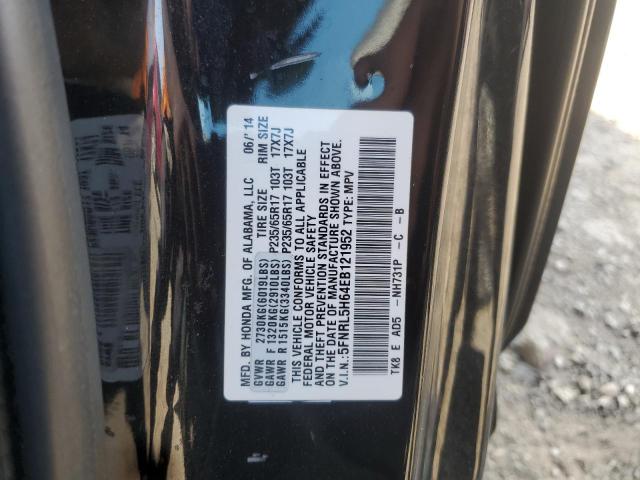 MFD. BY HONDA MFG. OF ALABAMA, LLC 06/'14
TIRE SIZE RIM SIZE
GVWR 2730KG(6019LBS)
GAWR F 1320KG(2910LBS) P235/65R17 103T 17X7J
GAWR R 1515KG(3340LBS) P235/65R17 103T 17X7J
THIS VEHICLE CONFORMS TO ALL APPLICABLE
FEDERAL MOTOR VEHICLE SAFETY
AND THEFT PREVENTION STANDARDS IN EFFECT
ON THE DATE OF MANUFACTURE SHOWN ABOVE.
V.I.N.:5FNRL5H64EB121952 TYPE:MPV
TK8 E AD5 -NH731P -C -B